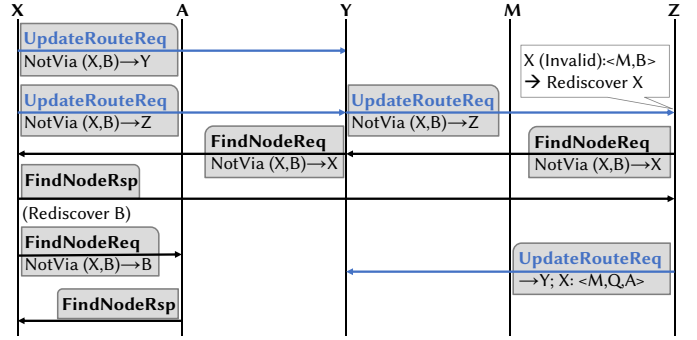 X A Y M Z
UpdateRouteReq
NotVia (X,B)→Y
X (Invalid):<M,B>
→ Rediscover X
UpdateRouteReq
NotVia (X,B)→Z
UpdateRouteReq
NotVia (X,B)→Z
FindNodeReq
NotVia (X,B)→X
FindNodeReq
NotVia (X,B)→X
FindNodeRsp
(Rediscover B)
FindNodeReq
NotVia (X,B)→B
UpdateRouteReq
→Y; X: <M,Q,A>
FindNodeRsp